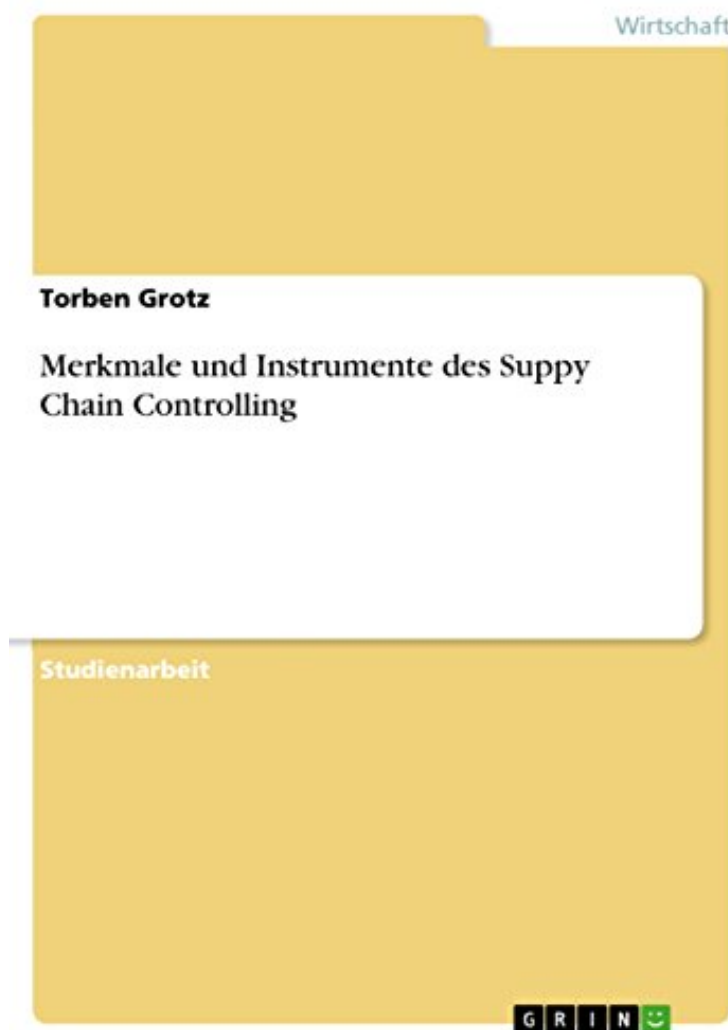 Wirtschaft
Torben Grotz
Merkmale und Instrumente des Suppy
Chain Controlling
Studienarbeit
GRIN